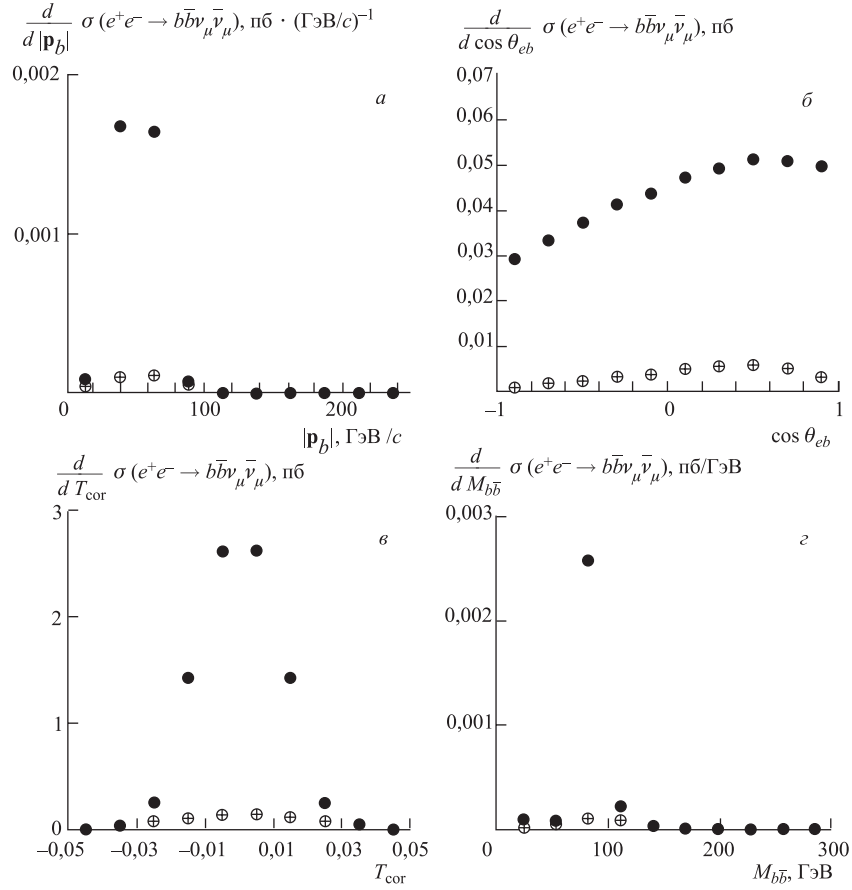 d/d|p_b| σ (e⁺e⁻ → bb̅ν_μν̅_μ), пб · (ГэВ/c)⁻¹
0,002
а
0,001
0 100 200
|p_b|, ГэВ /c
d/d cos θ_eb σ (e⁺e⁻ → bb̅ν_μν̅_μ), пб
0,07
б
0,06
0,05
0,04
0,03
0,02
0,01
−1 0 1
cos θ_eb
d/d T_cor σ (e⁺e⁻ → bb̅ν_μν̅_μ), пб
3
в
2
1
0
−0,05 −0,03 −0,01 0,01 0,03 0,05
T_cor
d/d M_bb̅ σ (e⁺e⁻ → bb̅ν_μν̅_μ), пб/ГэВ
0,003
г
0,002
0,001
0 100 200 300
M_bb̅, ГэВ